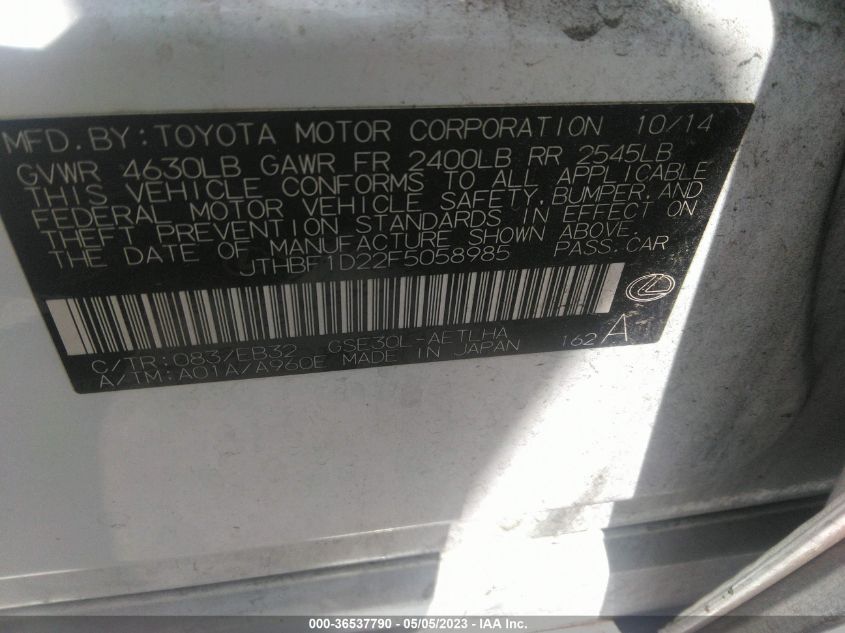 MFD. BY: TOYOTA MOTOR CORPORATION 10/14
GVWR 4630LB GAWR FR 2400LB RR 2545LB
THIS VEHICLE CONFORMS TO ALL APPLICABLE
FEDERAL MOTOR VEHICLE SAFETY, BUMPER, AND
THEFT PREVENTION STANDARDS IN EFFECT ON
THE DATE OF MANUFACTURE SHOWN ABOVE.
JTHBF1D22F5058985 PASS. CAR
C/TR: 083/EB32 GSE30L-AETLHA
A/TM: A01A/A960E MADE IN JAPAN 162 A
000-36537790 - 05/05/2023 - IAA Inc.